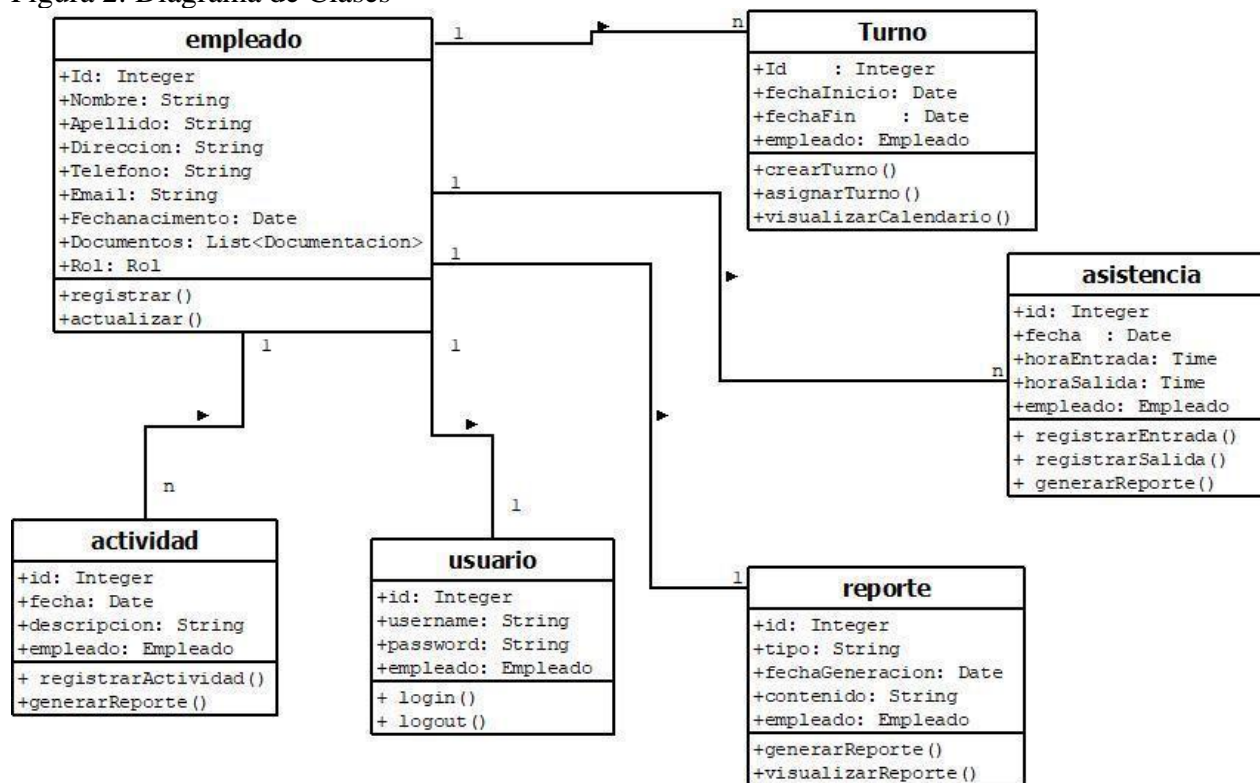 Figura 2. Diagrama de Clases
empleado
+Id: Integer
+Nombre: String
+Apellido: String
+Direccion: String
+Telefono: String
+Email: String
+Fechanacimento: Date
+Documentos: List<Documentacion>
+Rol: Rol
+registrar()
+actualizar()
1
n
Turno
+Id : Integer
+fechaInicio: Date
+fechaFin : Date
+empleado: Empleado
+crearTurno()
+asignarTurno()
+visualizarCalendario()
1
n
asistencia
+id: Integer
+fecha : Date
+horaEntrada: Time
+horaSalida: Time
+empleado: Empleado
+ registrarEntrada()
+ registrarSalida()
+ generarReporte()
1
n
actividad
+id: Integer
+fecha: Date
+descripcion: String
+empleado: Empleado
+ registrarActividad()
+generarReporte()
1
1
usuario
+id: Integer
+username: String
+password: String
+empleado: Empleado
+ login()
+ logout()
1
1
reporte
+id: Integer
+tipo: String
+fechaGeneracion: Date
+contenido: String
+empleado: Empleado
+generarReporte()
+visualizarReporte()